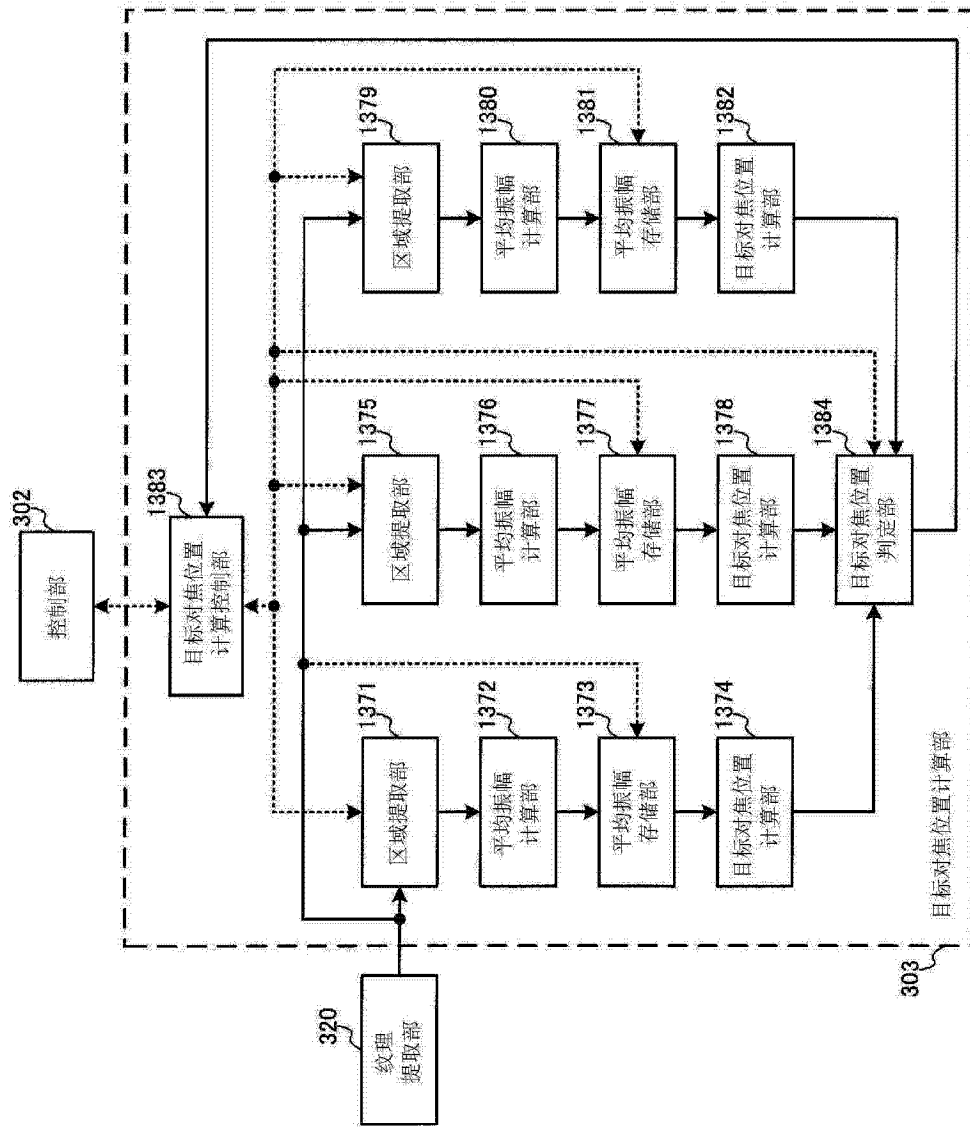 302
控制部
1383
目标对焦位置
计算控制部
320
纹理
提取部
1371
区域提取部
1372
平均振幅
计算部
1373
平均振幅
存储部
1374
目标对焦位置
计算部
1375
区域提取部
1376
平均振幅
计算部
1377
平均振幅
存储部
1378
目标对焦位置
计算部
1384
目标对焦位置
判定部
1379
区域提取部
1380
平均振幅
计算部
1381
平均振幅
存储部
1382
目标对焦位置
计算部
目标对焦位置计算部
303